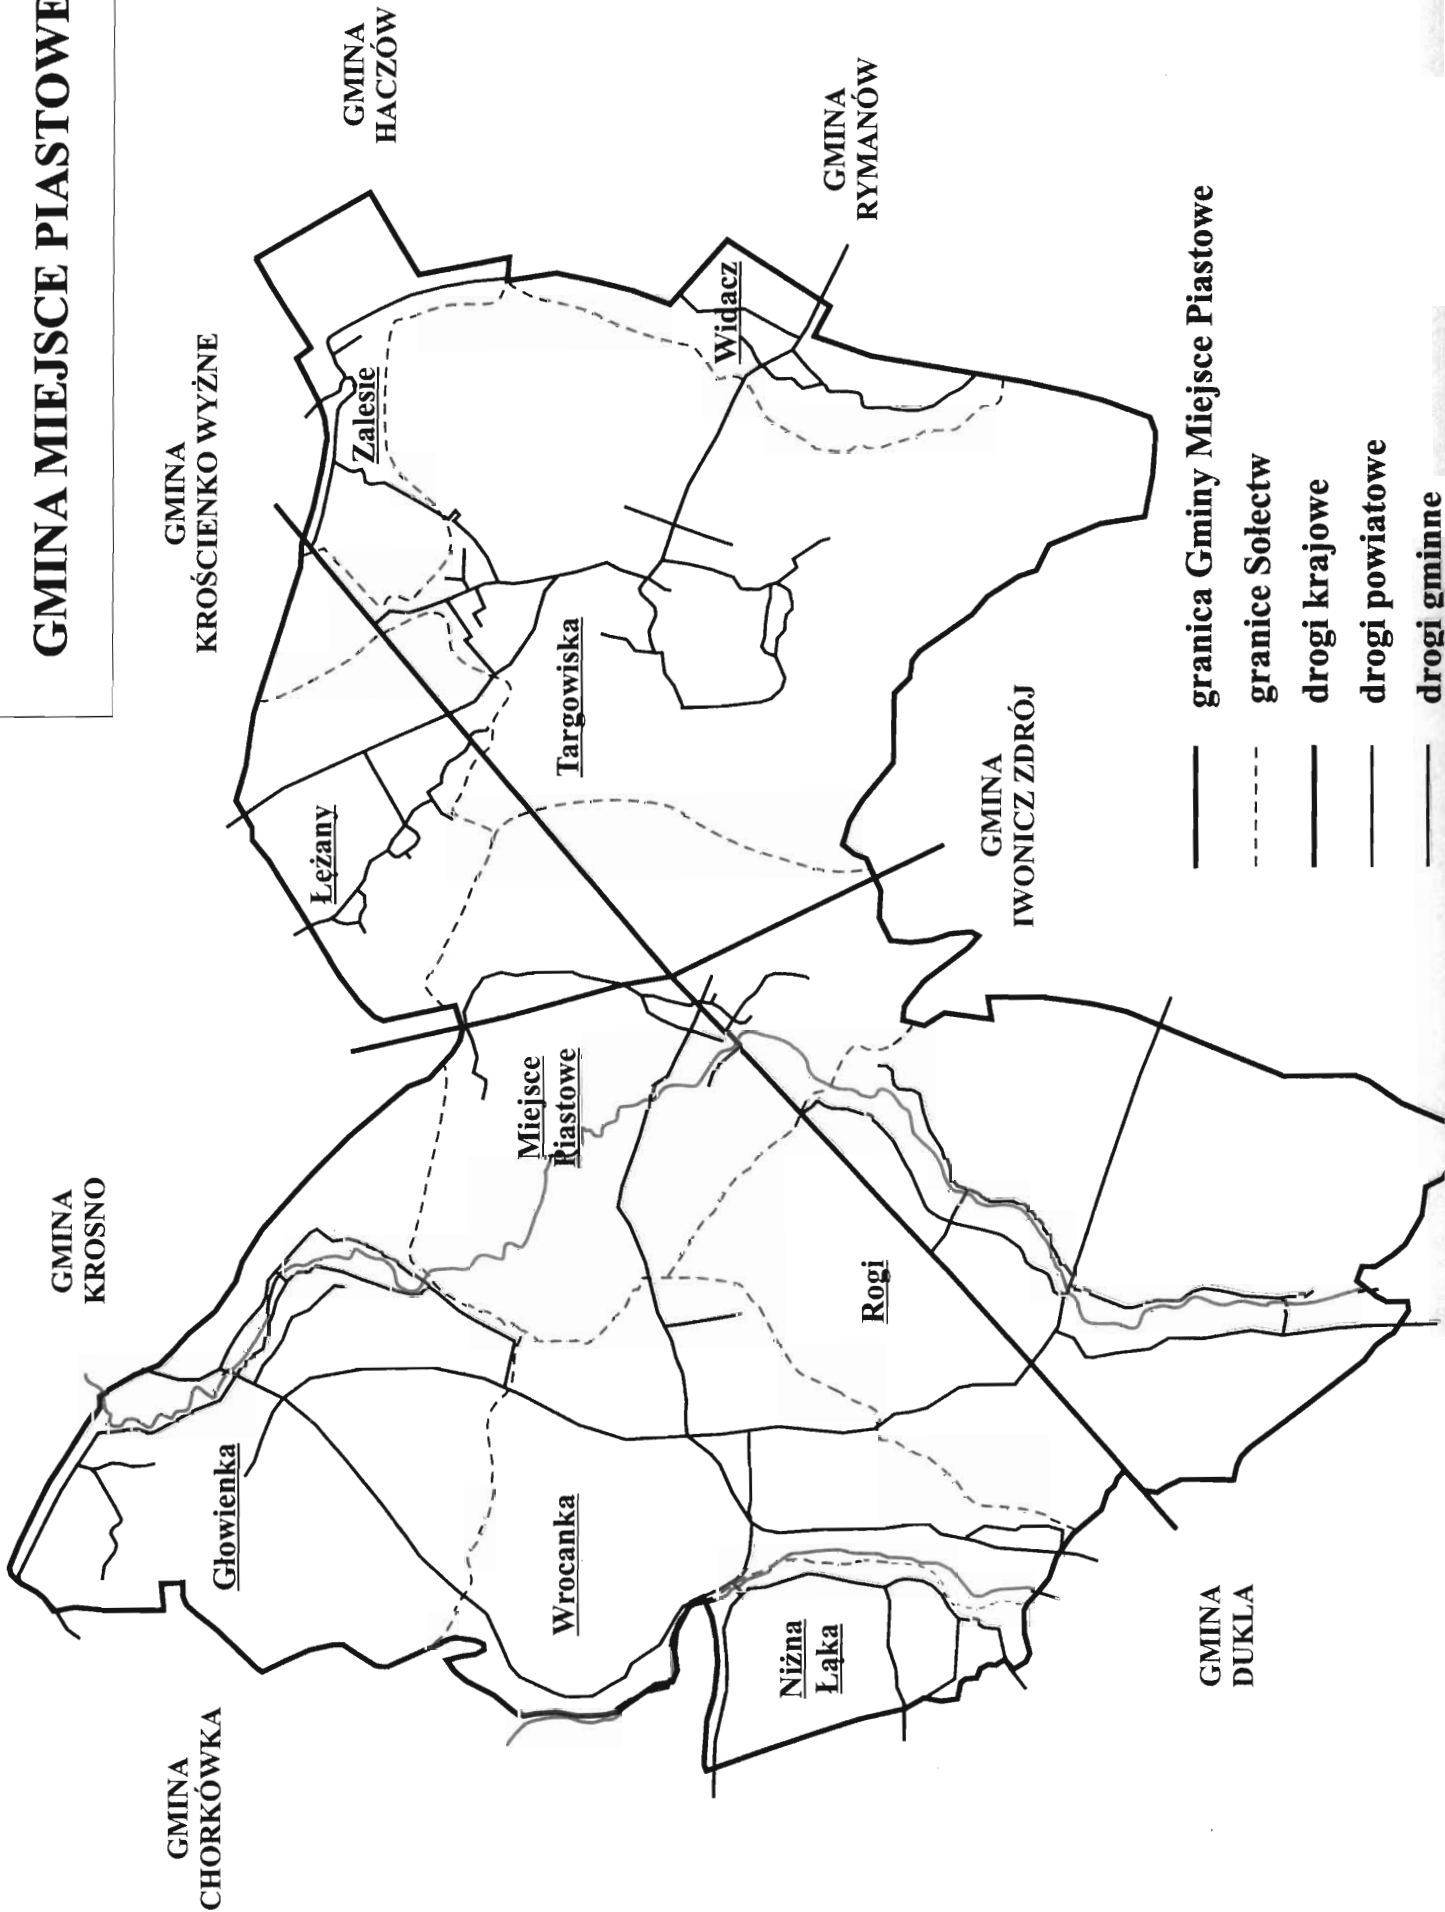 GMINA MIEJSCE PIASTOWE
GMINA
KROSNO
GMINA
CHORKÓWKA
GMINA
KROŚCIENKO WYŻNE
GMINA
HACZÓW
Głowienka
Łężany
Zalesie
Wrocanka
Miejsce
Piastowe
Targowiska
Widacz
Niżna
Łąka
Rogi
GMINA
RYMANÓW
GMINA
IWONICZ ZDRÓJ
GMINA
DUKLA
granica Gminy Miejsce Piastowe
granice Sołectw
drogi krajowe
drogi powiatowe
drogi gminne